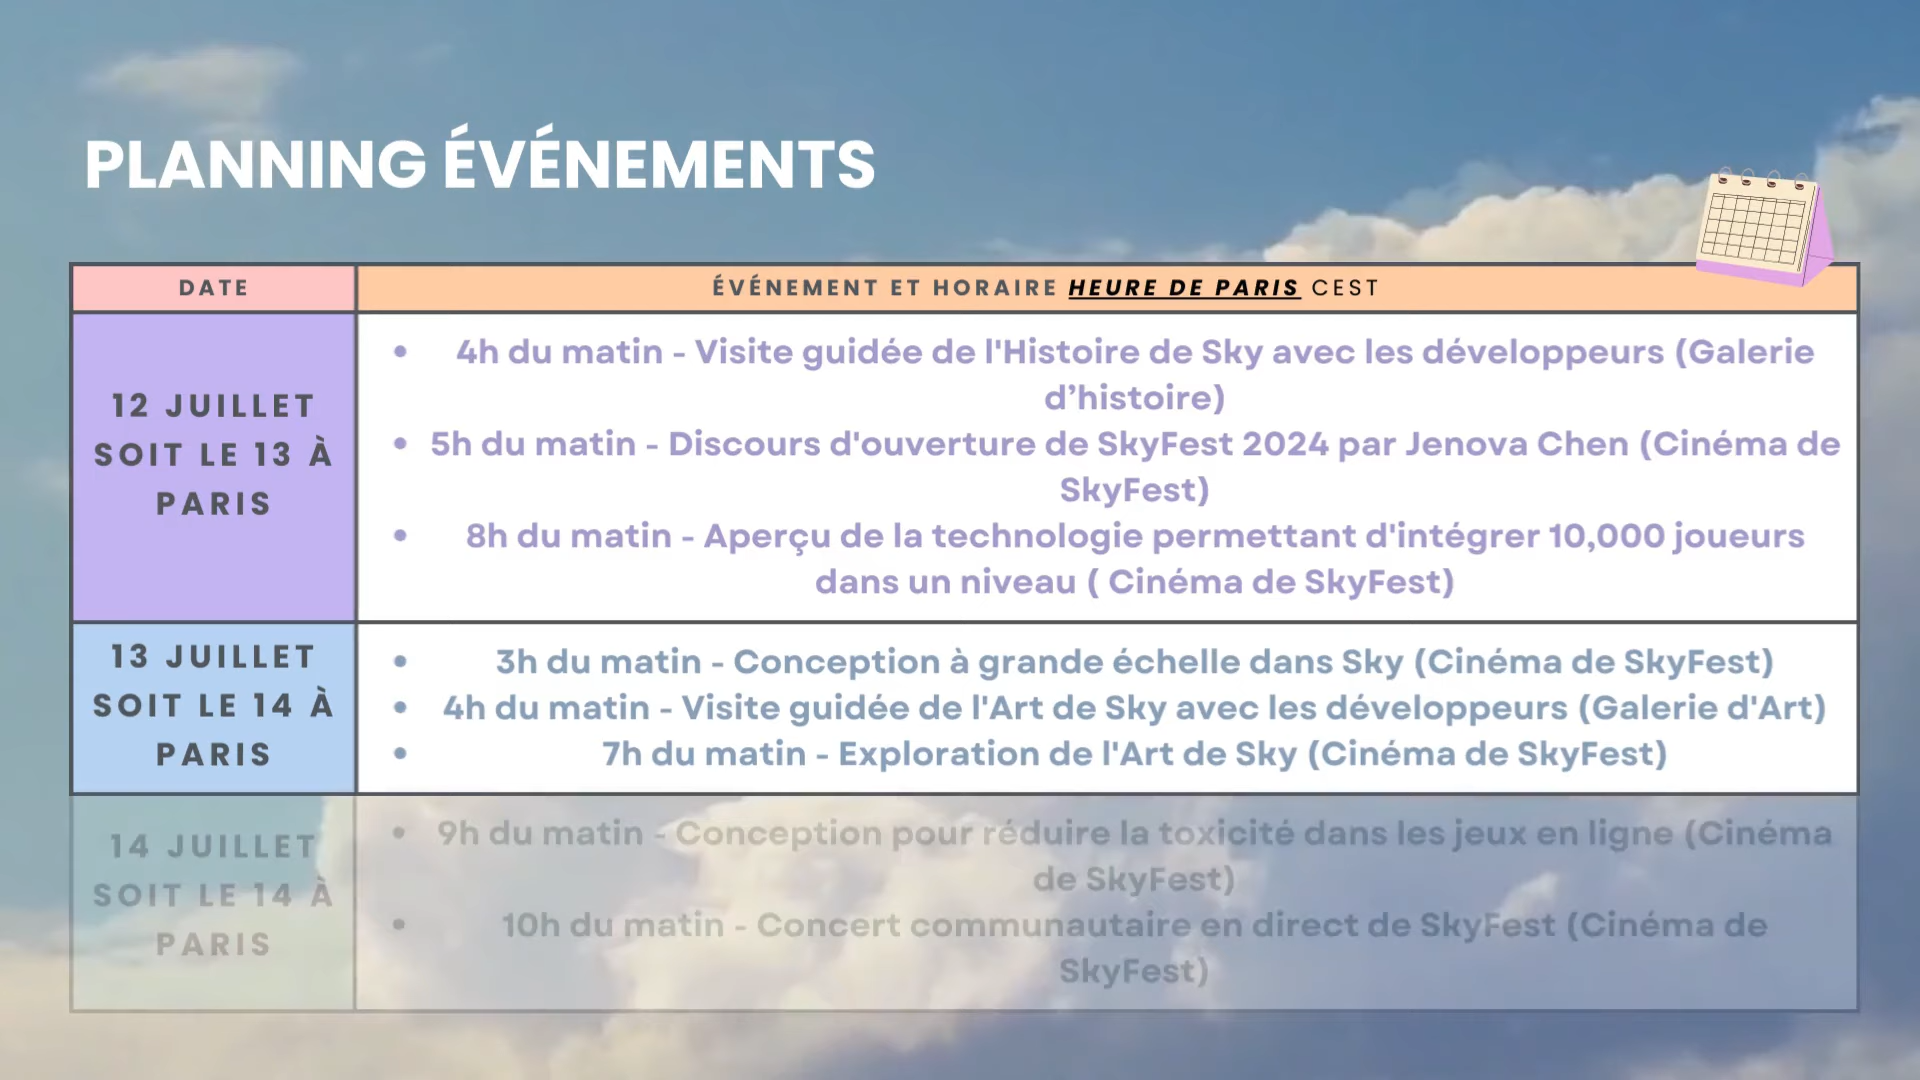 PLANNING ÉVÉNEMENTS
DATE
ÉVÉNEMENT ET HORAIRE HEURE DE PARIS CEST
12 JUILLET
SOIT LE 13 À
PARIS
• 4h du matin - Visite guidée de l'Histoire de Sky avec les développeurs (Galerie
d’histoire)
• 5h du matin - Discours d'ouverture de SkyFest 2024 par Jenova Chen (Cinéma de
SkyFest)
• 8h du matin - Aperçu de la technologie permettant d'intégrer 10,000 joueurs
dans un niveau ( Cinéma de SkyFest)
13 JUILLET
SOIT LE 14 À
PARIS
• 3h du matin - Conception à grande échelle dans Sky (Cinéma de SkyFest)
• 4h du matin - Visite guidée de l'Art de Sky avec les développeurs (Galerie d'Art)
• 7h du matin - Exploration de l'Art de Sky (Cinéma de SkyFest)
14 JUILLET
SOIT LE 14 À
PARIS
• 9h du matin - Conception pour réduire la toxicité dans les jeux en ligne (Cinéma
de SkyFest)
• 10h du matin - Concert communautaire en direct de SkyFest (Cinéma de
SkyFest)